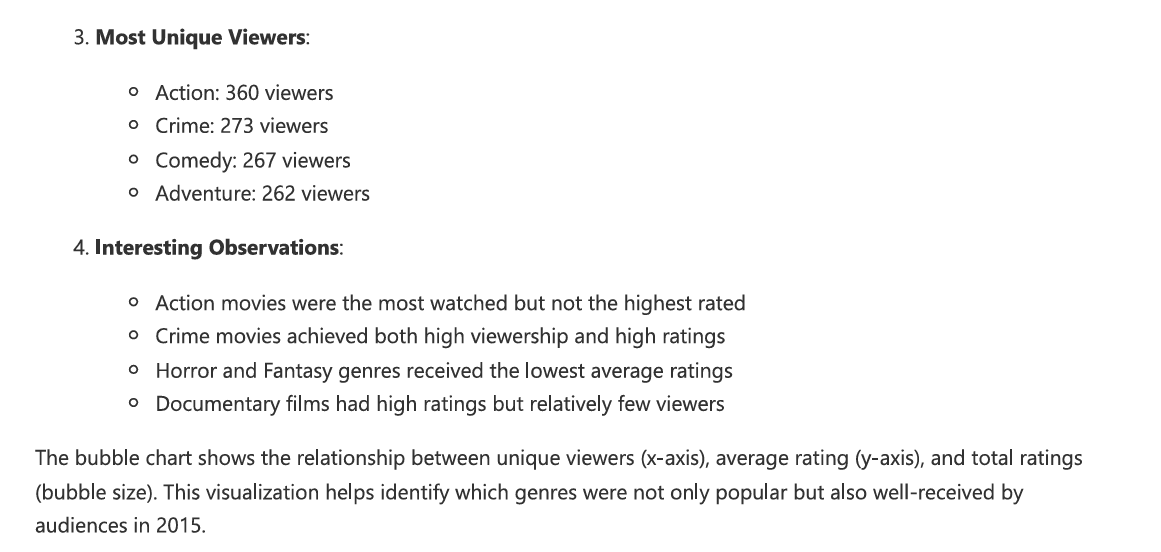 3. Most Unique Viewers:
○ Action: 360 viewers
○ Crime: 273 viewers
○ Comedy: 267 viewers
○ Adventure: 262 viewers
4. Interesting Observations:
○ Action movies were the most watched but not the highest rated
○ Crime movies achieved both high viewership and high ratings
○ Horror and Fantasy genres received the lowest average ratings
○ Documentary films had high ratings but relatively few viewers
The bubble chart shows the relationship between unique viewers (x-axis), average rating (y-axis), and total ratings
(bubble size). This visualization helps identify which genres were not only popular but also well-received by
audiences in 2015.